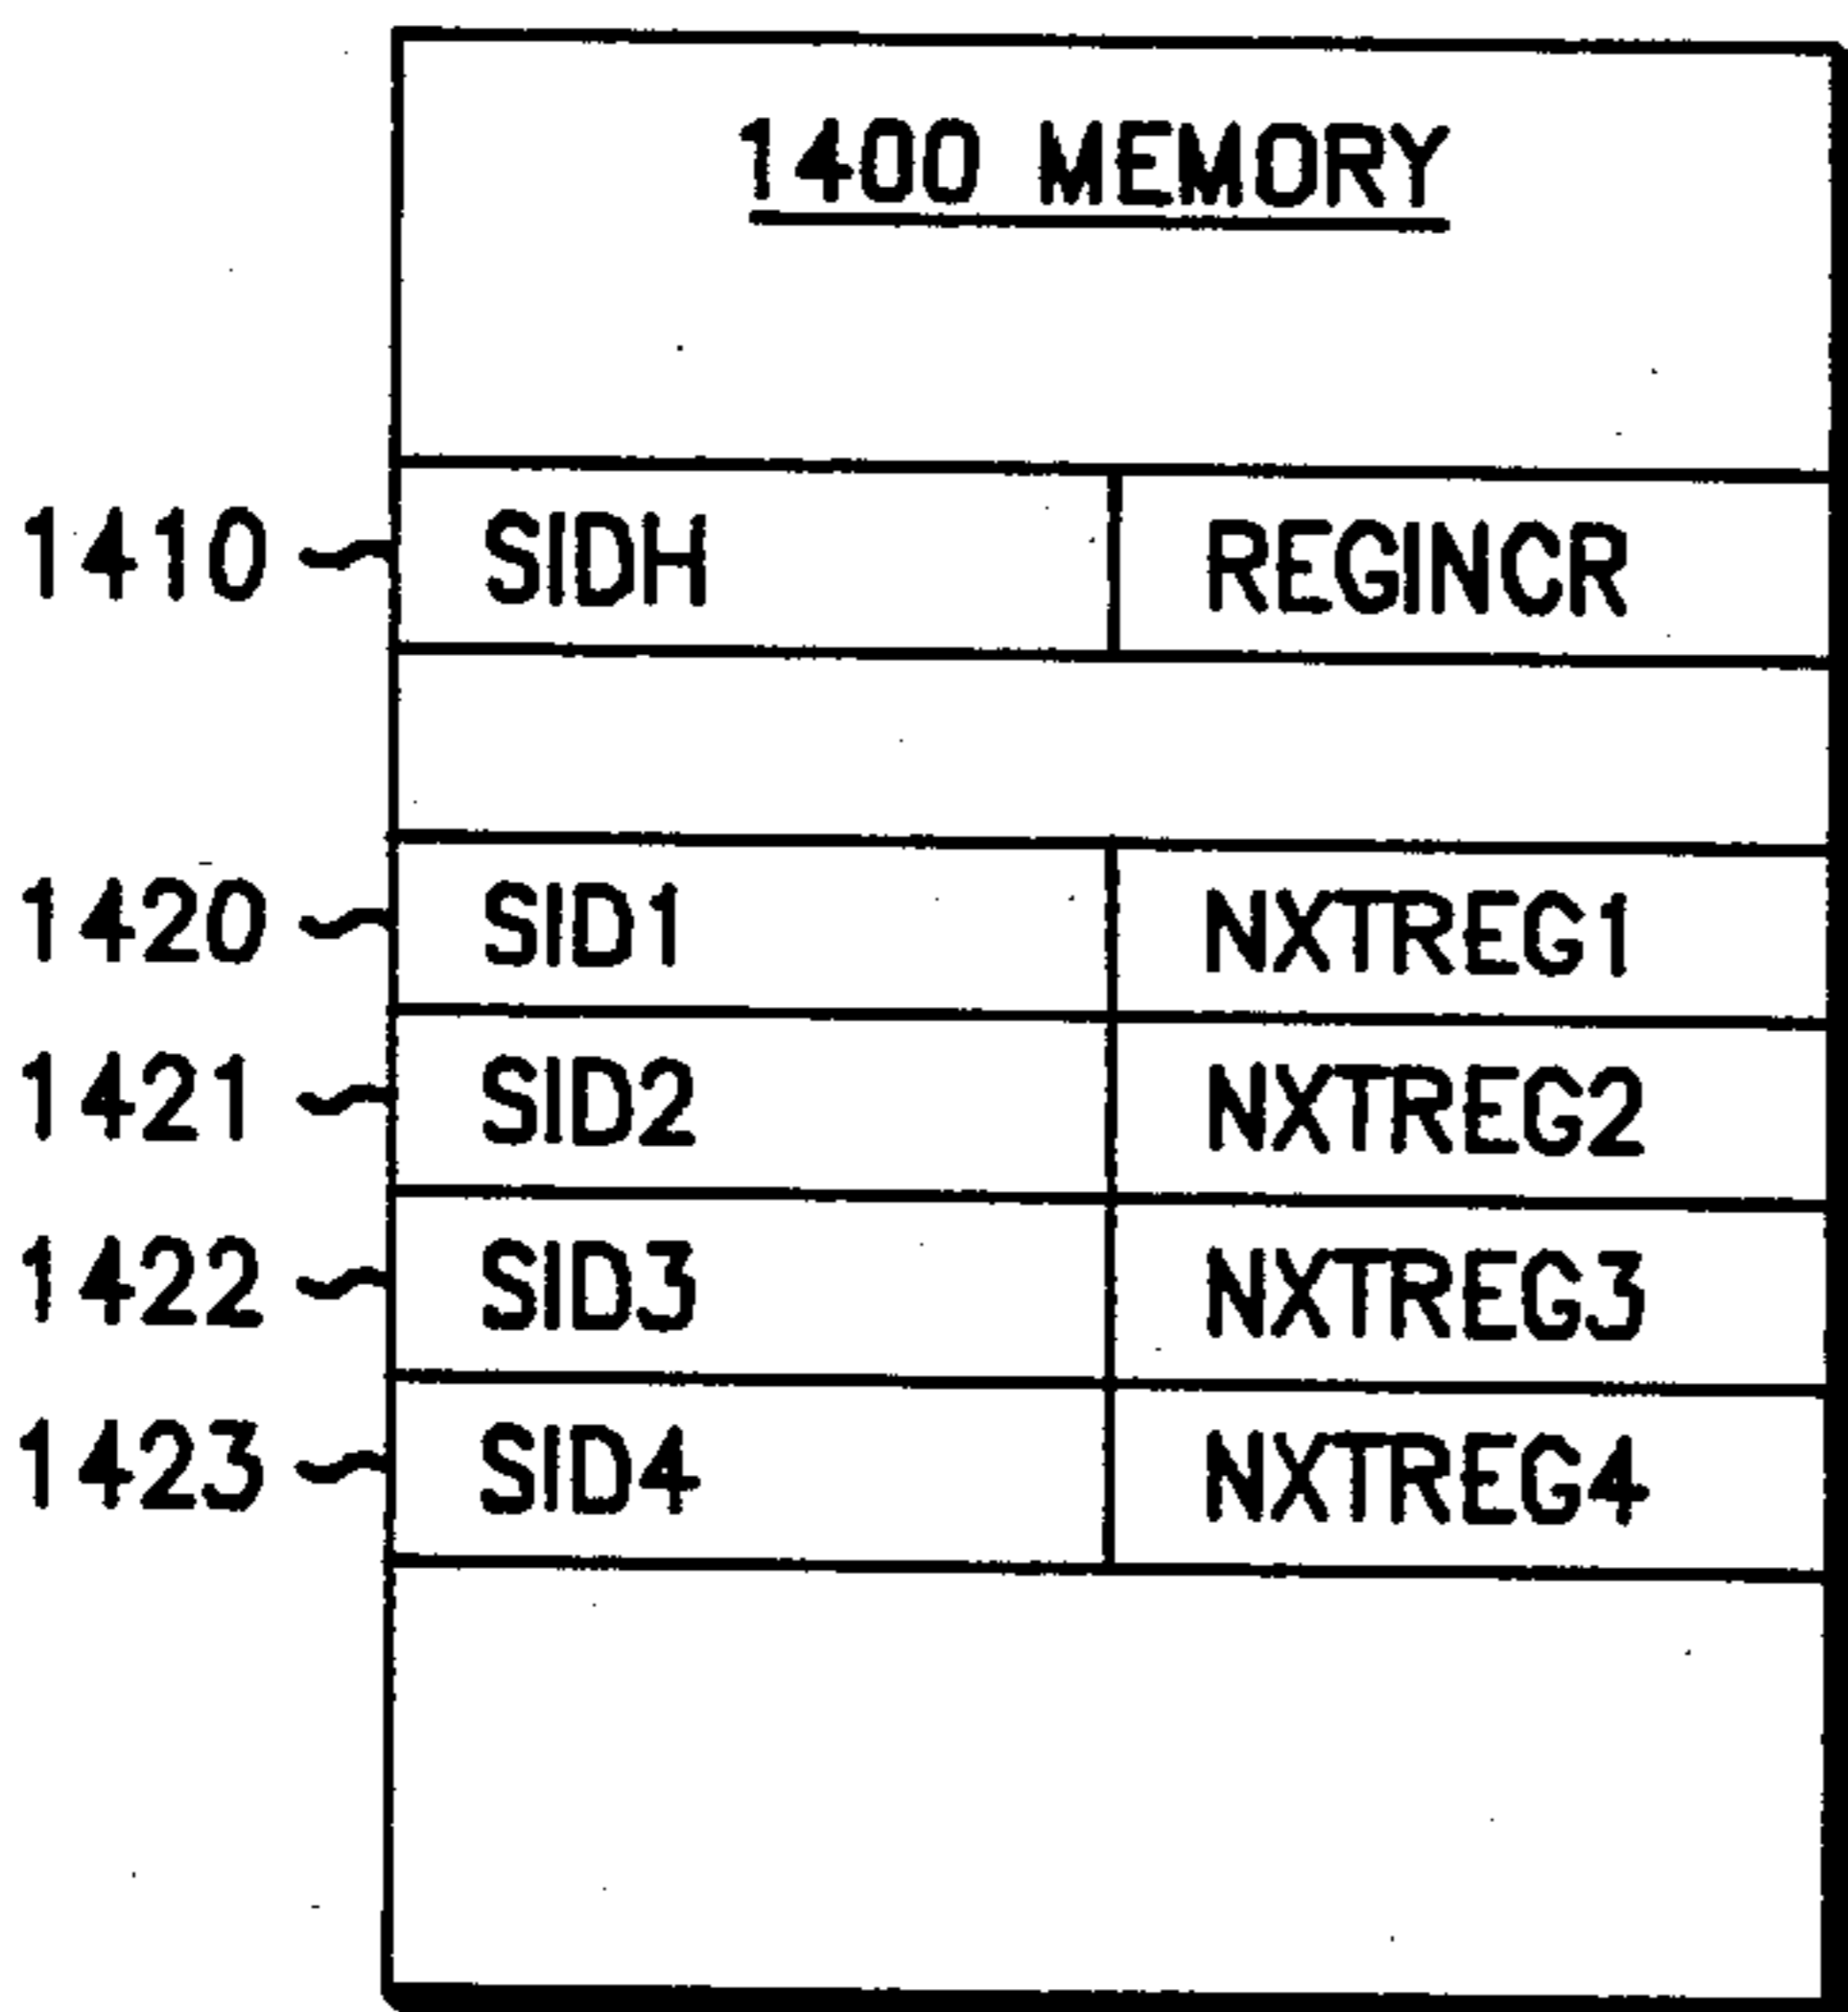 1400 MEMORY
1410 SIDH REGINCR
1420 SID1 NXTREG1
1421 SID2 NXTREG2
1422 SID3 NXTREG3
1423 SID4 NXTREG4